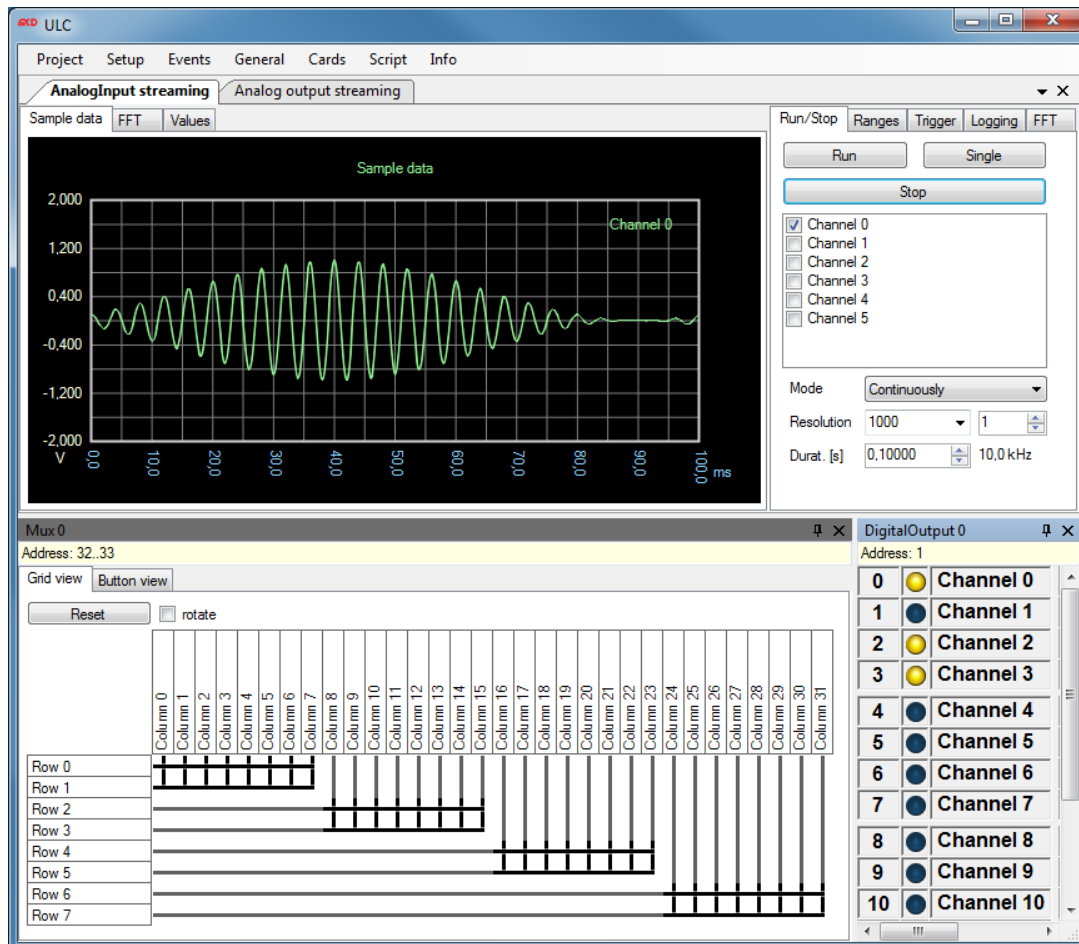 ULC
Project Setup Events General Cards Script Info
AnalogInput streaming Analog output streaming
Sample data FFT Values
Run/Stop Ranges Trigger Logging FFT
Run Single
Stop
Sample data
Channel 0
2,000
1,200
0,400
-0,400
-1,200
-2,000
V
0,0 10,0 20,0 30,0 40,0 50,0 60,0 70,0 80,0 90,0 100,0 ms
Channel 0
Channel 1
Channel 2
Channel 3
Channel 4
Channel 5
Mode Continuously
Resolution 1000 1
Durat. [s] 0,10000 10,0 kHz
Mux 0
Address: 32..33
Grid view Button view
Reset rotate
Column 0
Column 1
Column 2
Column 3
Column 4
Column 5
Column 6
Column 7
Column 8
Column 9
Column 10
Column 11
Column 12
Column 13
Column 14
Column 15
Column 16
Column 17
Column 18
Column 19
Column 20
Column 21
Column 22
Column 23
Column 24
Column 25
Column 26
Column 27
Column 28
Column 29
Column 30
Column 31
Row 0
Row 1
Row 2
Row 3
Row 4
Row 5
Row 6
Row 7
DigitalOutput 0
Address: 1
0 Channel 0
1 Channel 1
2 Channel 2
3 Channel 3
4 Channel 4
5 Channel 5
6 Channel 6
7 Channel 7
8 Channel 8
9 Channel 9
10 Channel 10